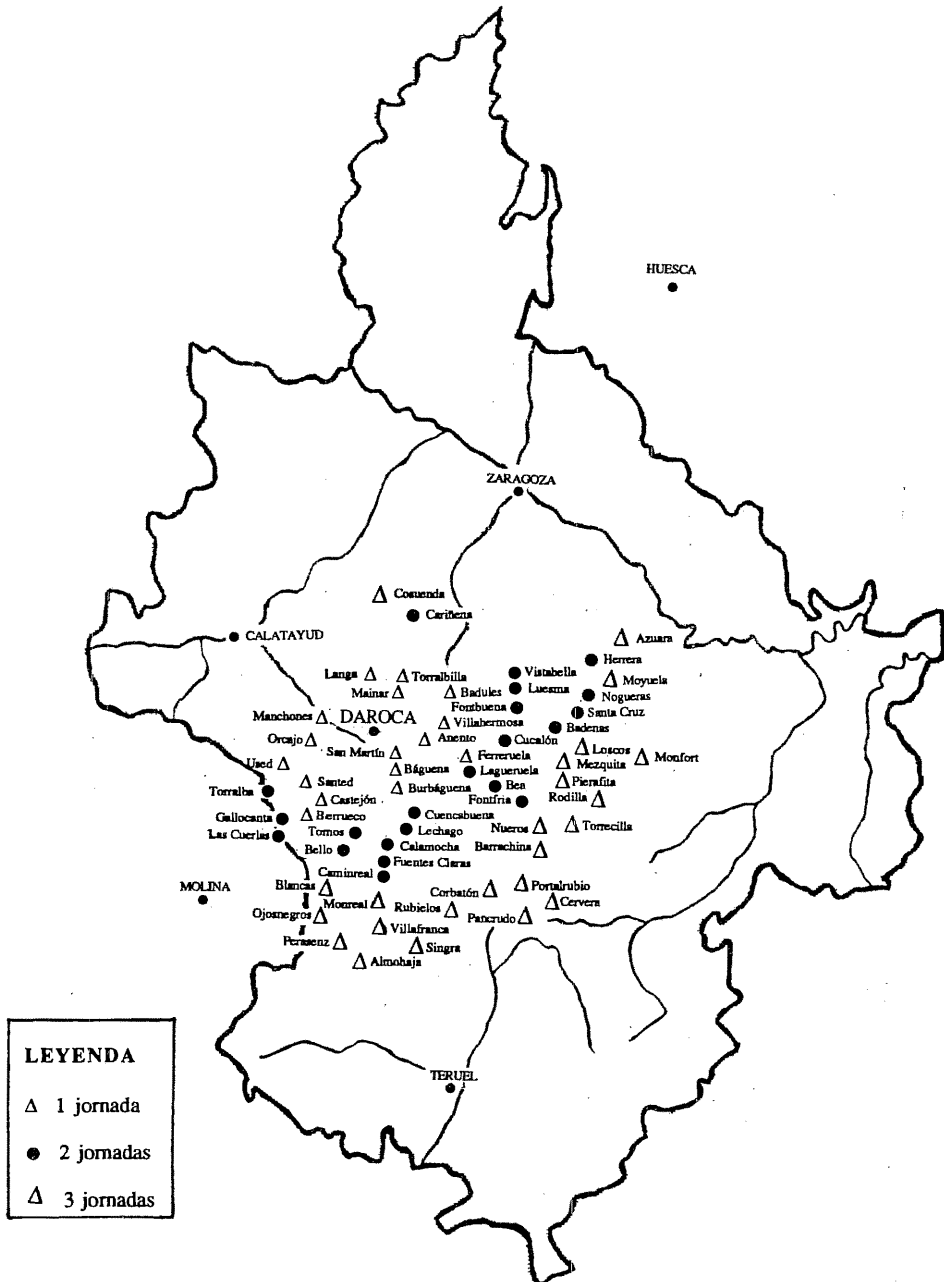 HUESCA
ZARAGOZA
Cosuenda
Cariñena
CALATAYUD
Azuara
Herrera
Langa
Torralbilla
Vistabella
Moyuela
Mainar
Badules
Luesma
Nogueras
Fontbuena
Santa Cruz
Manchones
DAROCA
Villahermosa
Badenas
Orcajo
Anento
Cucalón
Loscos
San Martín
Ferreruela
Mezquita
Monfort
Used
Báguena
Lagueruela
Santed
Burbáguena
Bea
Pierafita
Torralba
Castejón
Fontfria
Rodilla
Gallocanta
Berrueco
Cuencabuena
Las Cuerlas
Tornos
Lechago
Nueros
Torrecilla
Bello
Calamocha
Barrachina
Fuentes Claras
Caminreal
MOLINA
Blancas
Corbatón
Portalrubio
Monreal
Rubielos
Cervera
Ojosnegros
Pancrudo
Villafranca
Perasenz
Singra
Almohaja
TERUEL
LEYENDA
1 jornada
2 jornadas
3 jornadas